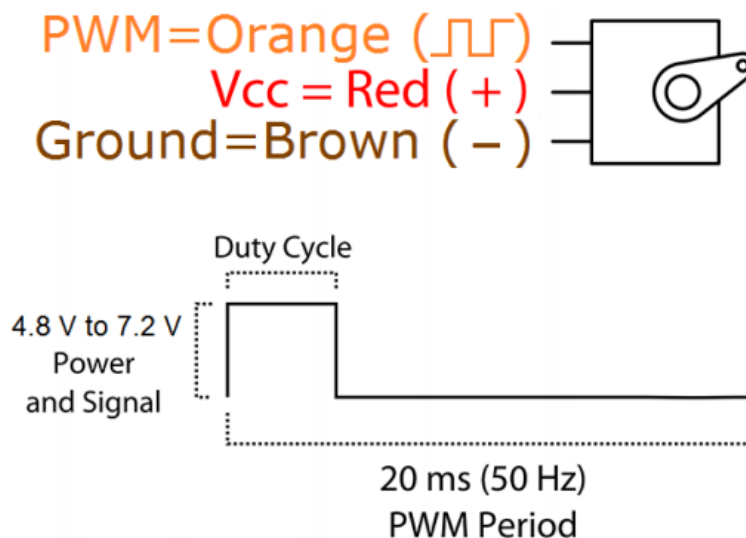 PWM=Orange (⎍⎍)
Vcc = Red ( + )
Ground=Brown ( − )
Duty Cycle
4.8 V to 7.2 V
Power
and Signal
20 ms (50 Hz)
PWM Period